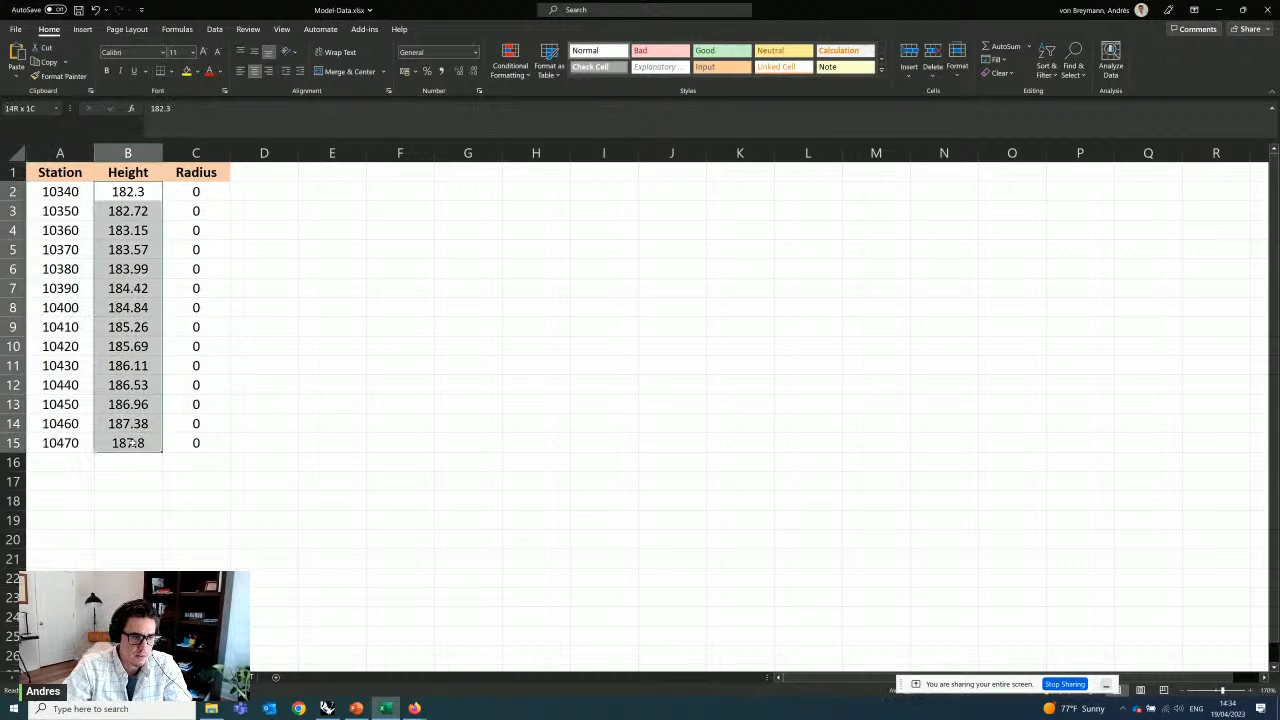 AutoSave Off Model-Data.xlsx Search von Breymann, Andrés
File Home Insert Draw Page Layout Formulas Data Review View Automate Add-ins Help Comments Share
Paste Cut Copy Format Painter Calibri 11 B I U Wrap Text Merge & Center General % Conditional Formatting Format as Table Normal Bad Good Neutral Calculation Check Cell Explanatory ... Input Linked Cell Note Insert Delete Format AutoSum Fill Clear Sort & Filter Find & Select Analyze Data
Clipboard Font Alignment Number Styles Cells Editing Analysis
14R x 1C fx 182.3
A B C D E F G H I J K L M N O P Q R
1 Station Height Radius
2 10340 182.3 0
3 10350 182.72 0
4 10360 183.15 0
5 10370 183.57 0
6 10380 183.99 0
7 10390 184.42 0
8 10400 184.84 0
9 10410 185.26 0
10 10420 185.69 0
11 10430 186.11 0
12 10440 186.53 0
13 10450 186.96 0
14 10460 187.38 0
15 10470 187.8 0
16
17
18
19
20
21
22
23
24
25
26
Andres
You are sharing your entire screen. Stop Sharing
170%
Type here to search 77°F Sunny ENG 14:34
19/04/2023